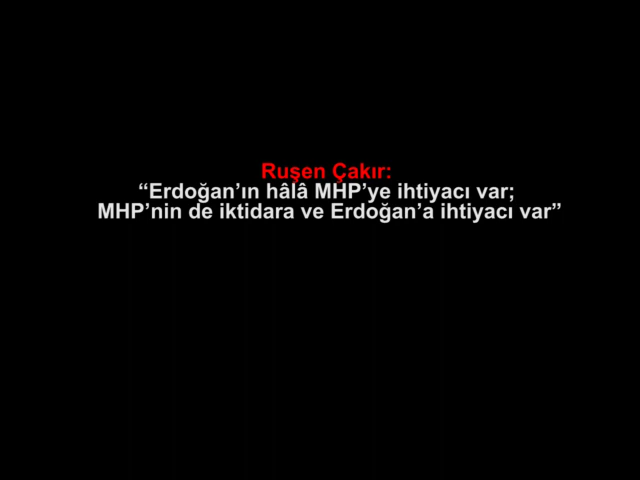 Ruşen Çakır:
“Erdoğan’ın hâlâ MHP’ye ihtiyacı var;
MHP’nin de iktidara ve Erdoğan’a ihtiyacı var”